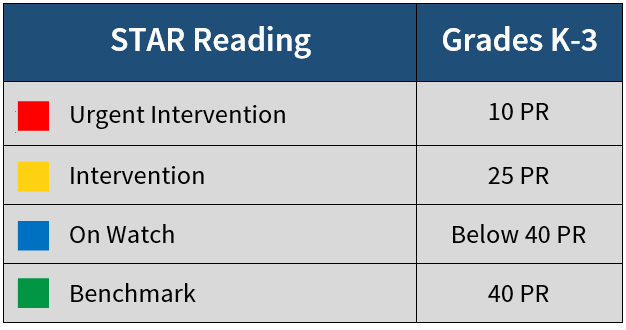 STAR Reading Grades K-3
Urgent Intervention 10 PR
Intervention 25 PR
On Watch Below 40 PR
Benchmark 40 PR